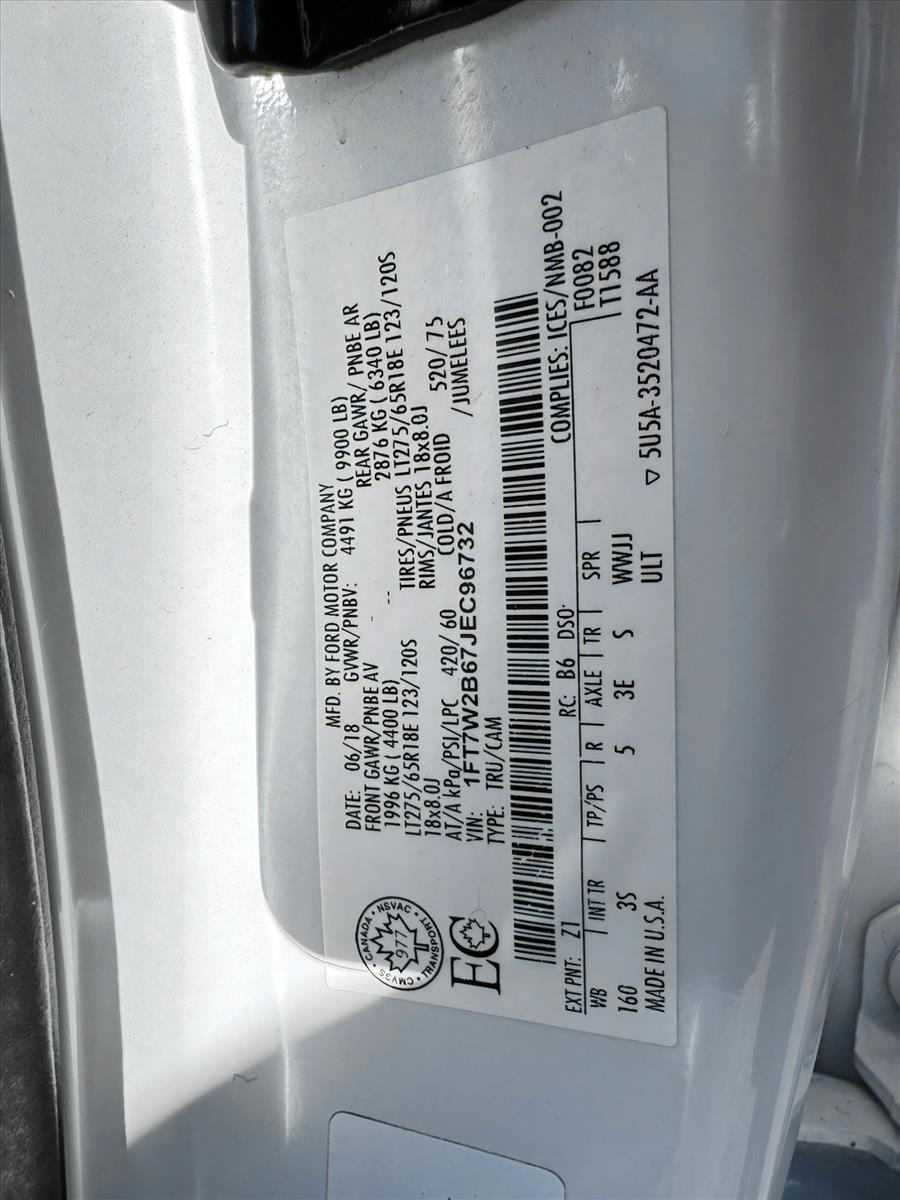 MFD. BY FORD MOTOR COMPANY
DATE: 06/18 GVWR/PNBV: 4491 KG ( 9900 LB)
FRONT GAWR/PNBE AV REAR GAWR/ PNBE AR
1996 KG ( 4400 LB) -- 2876 KG ( 6340 LB)
LT275/65R18E 123/120S TIRES/PNEUS LT275/65R18E 123/120S
18x8.0J RIMS/JANTES 18x8.0J
AT/A kPa/PSI/LPC 420/ 60 COLD/A FROID 520/ 75
VIN: 1FT7W2B67JEC96732 /JUMELEES
TYPE: TRU/CAM
CANADA • NSVAC • TRANSPORT • CMVSS •
977
EC
COMPLIES: ICES/NMB-002
EXT PNT: Z1 RC: B6 DSO: F0082
WB INT TR TP/PS R AXLE TR SPR T1588
160 3S 5 3E S WWJJ
MADE IN U.S.A. ULT 5U5A-3520472-AA